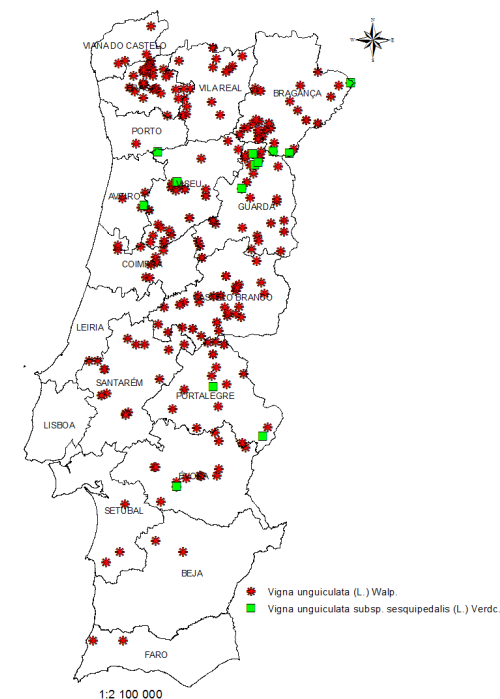 VIANA DO CASTELO
VILA REAL
BRAGANÇA
PORTO
AVEIRO
VISEU
GUARDA
COIMBRA
CASTELO BRANCO
LEIRIA
SANTARÉM
PORTALEGRE
LISBOA
ÉVORA
SETÚBAL
BEJA
FARO
Vigna unguiculata (L.) Walp.
Vigna unguiculata subsp. sesquipedalis (L.) Verdc.
1:2 100 000